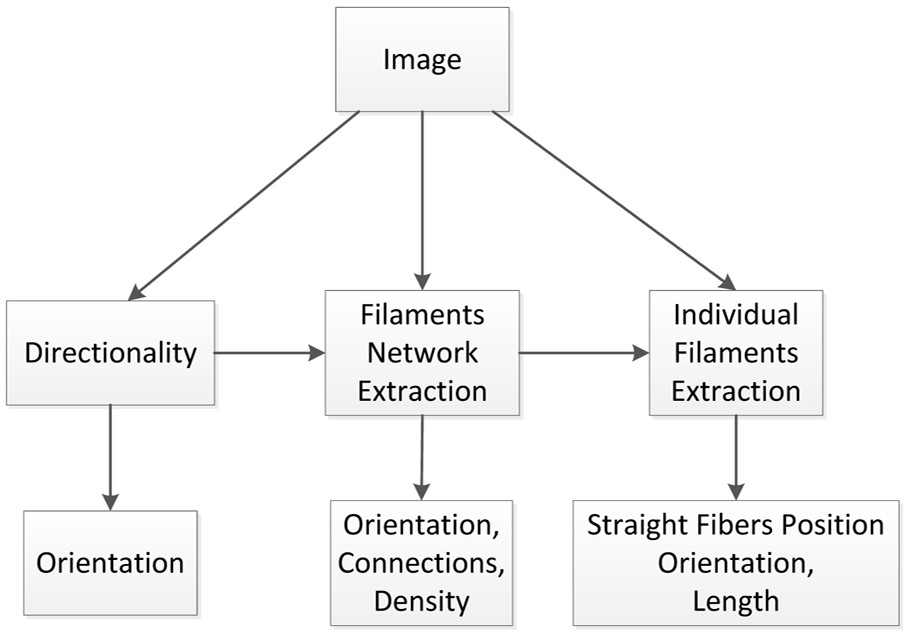 Image
Directionality
Filaments
Network
Extraction
Individual
Filaments
Extraction
Orientation
Orientation,
Connections,
Density
Straight Fibers Position
Orientation,
Length